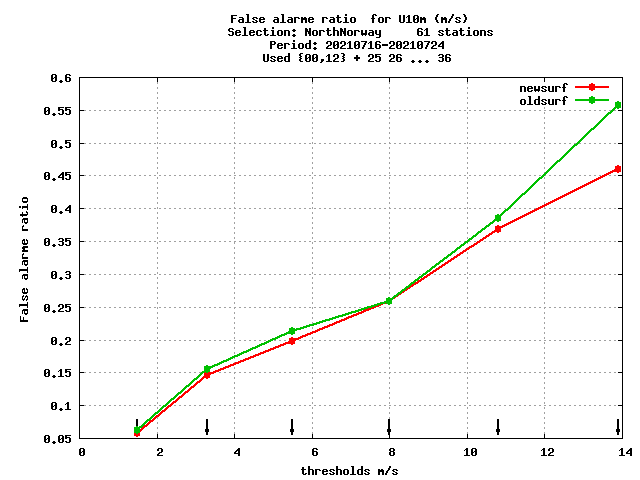 False alarme ratio  for U10m (m/s)
Selection: NorthNorway     61 stations
Period: 20210716-20210724
Used {00,12} + 25 26 ... 36
newsurf
oldsurf
0.6
0.55
0.5
0.45
0.4
0.35
0.3
0.25
0.2
0.15
0.1
0.05
False alarme ratio
0 2 4 6 8 10 12 14
thresholds m/s